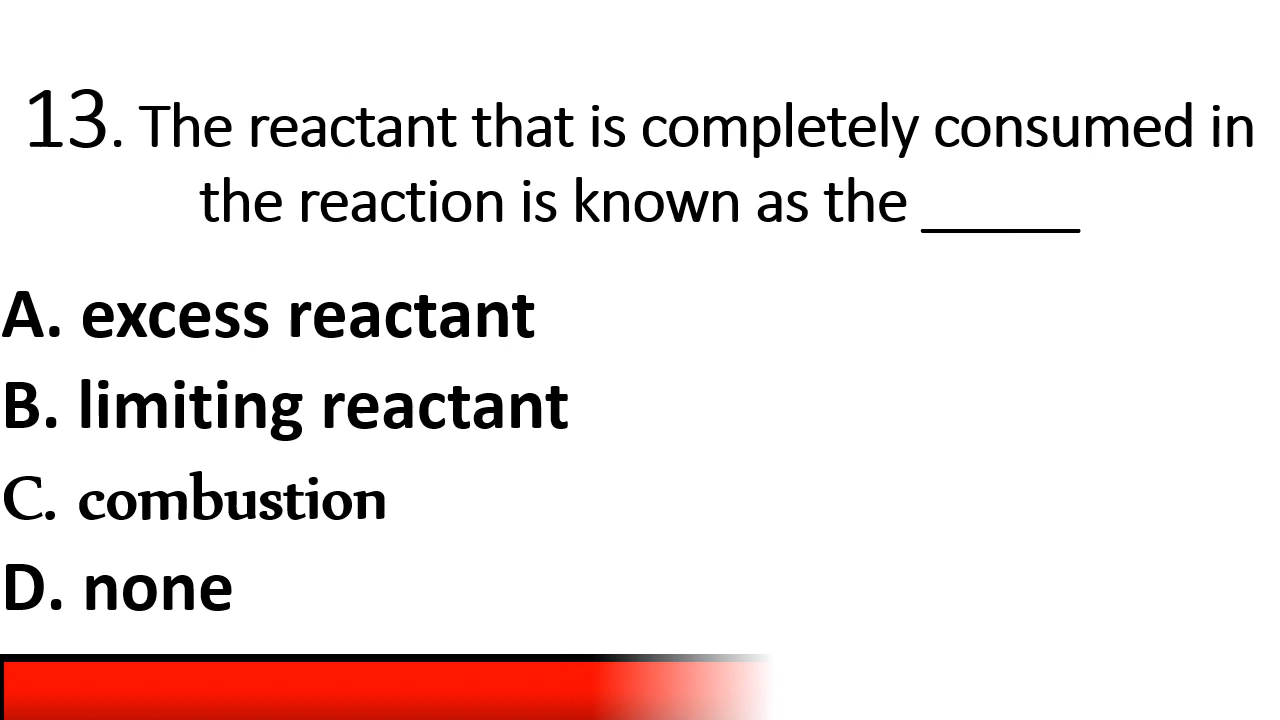 13. The reactant that is completely consumed in
the reaction is known as the _____
A. excess reactant
B. limiting reactant
C. combustion
D. none